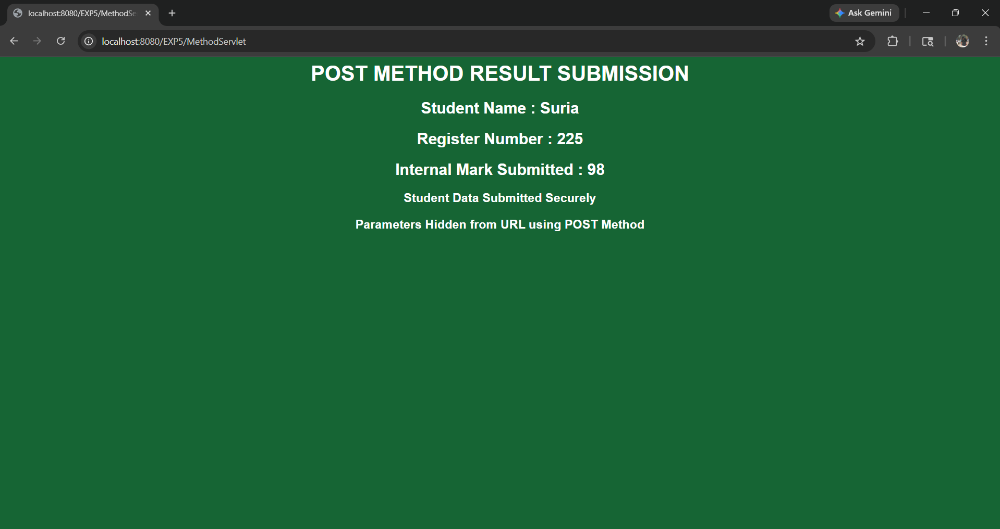 localhost:8080/EXP5/MethodSe
Ask Gemini
localhost:8080/EXP5/MethodServlet
POST METHOD RESULT SUBMISSION
Student Name : Suria
Register Number : 225
Internal Mark Submitted : 98
Student Data Submitted Securely
Parameters Hidden from URL using POST Method